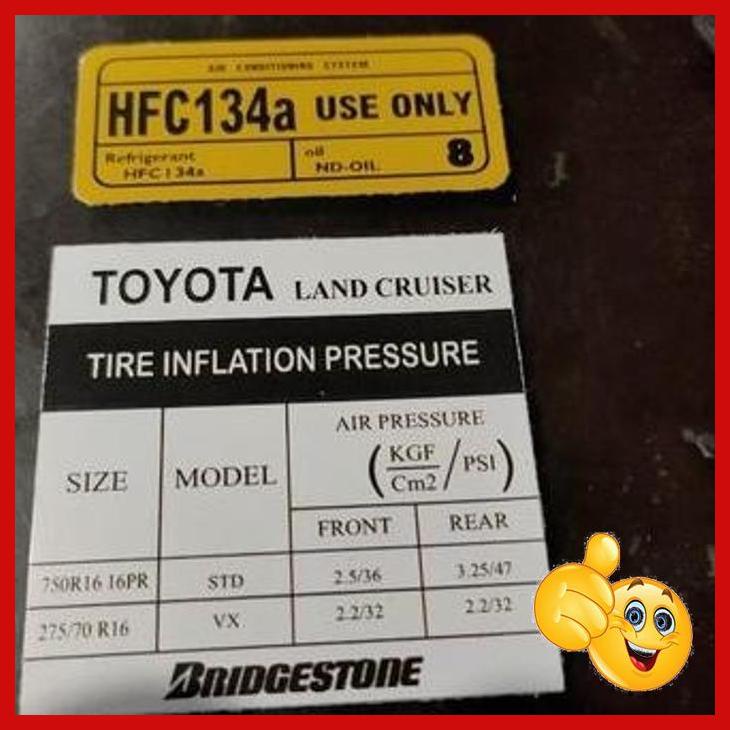 AIR CONDITIONING SYSTEM
HFC134a USE ONLY
Refrigerant
HFC134a
oil
ND-OIL 8
TOYOTA LAND CRUISER
TIRE INFLATION PRESSURE
SIZE MODEL AIR PRESSURE
(KGF/Cm2/PSI)
FRONT REAR
750R16 16PR STD 2.5/36 3.25/47
275/70 R16 VX 2.2/32 2.2/32
BRIDGESTONE